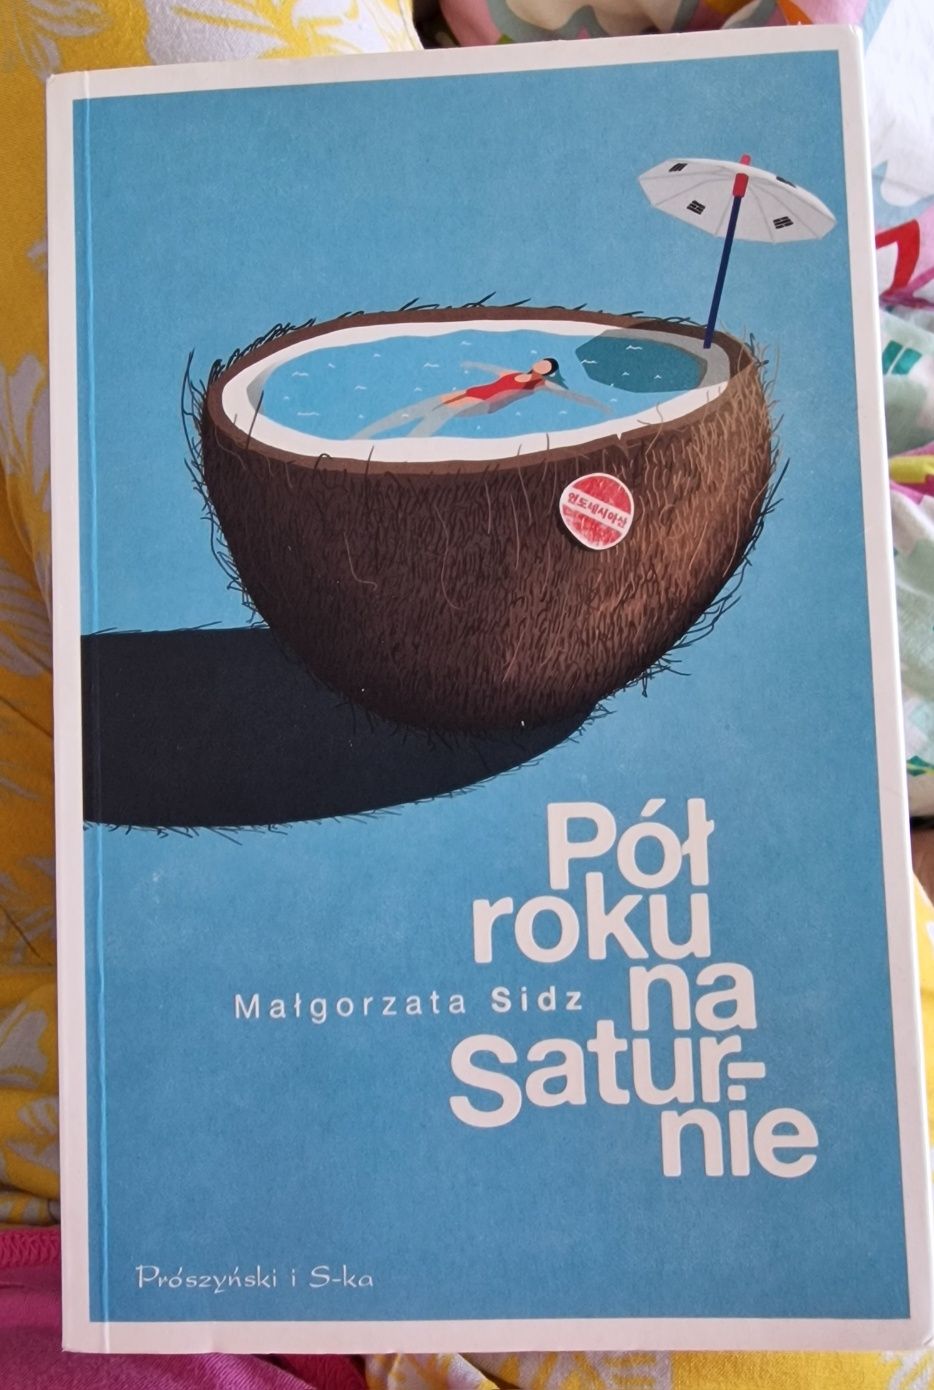 인도네시아산
Pół
roku
na
Małgorzata Sidz
Satur-
nie
Prószyński i S-ka